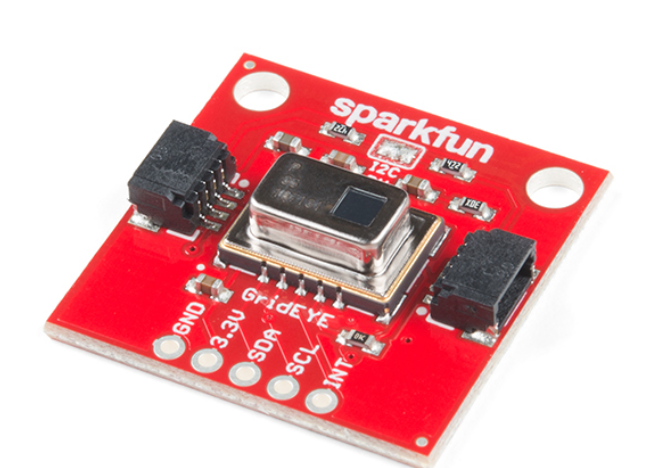 sparkfun
I2C
GridEYE
GND
3.3V
SDA
SCL
INT